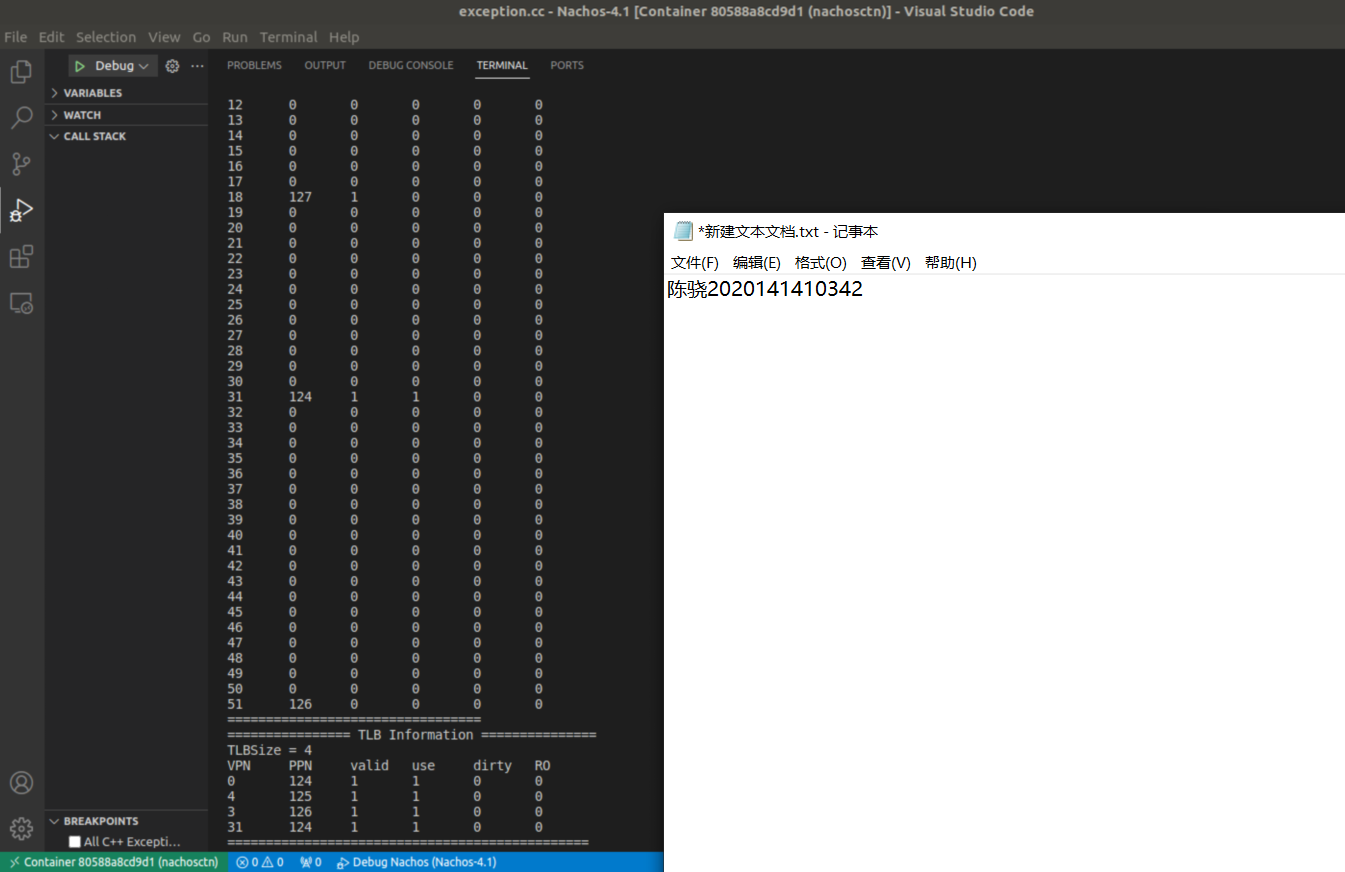 exception.cc - Nachos-4.1 [Container 80588a8cd9d1 (nachosctn)] - Visual Studio Code
File Edit Selection View Go Run Terminal Help
Debug
VARIABLES
WATCH
CALL STACK
PROBLEMS OUTPUT DEBUG CONSOLE TERMINAL PORTS
12 0 0 0 0 0
13 0 0 0 0 0
14 0 0 0 0 0
15 0 0 0 0 0
16 0 0 0 0 0
17 0 0 0 0 0
18 127 1 0 0 0
19 0 0 0 0 0
20 0 0 0 0 0
21 0 0 0 0 0
22 0 0 0 0 0
23 0 0 0 0 0
24 0 0 0 0 0
25 0 0 0 0 0
26 0 0 0 0 0
27 0 0 0 0 0
28 0 0 0 0 0
29 0 0 0 0 0
30 0 0 0 0 0
31 124 1 1 0 0
32 0 0 0 0 0
33 0 0 0 0 0
34 0 0 0 0 0
35 0 0 0 0 0
36 0 0 0 0 0
37 0 0 0 0 0
38 0 0 0 0 0
39 0 0 0 0 0
40 0 0 0 0 0
41 0 0 0 0 0
42 0 0 0 0 0
43 0 0 0 0 0
44 0 0 0 0 0
45 0 0 0 0 0
46 0 0 0 0 0
47 0 0 0 0 0
48 0 0 0 0 0
49 0 0 0 0 0
50 0 0 0 0 0
51 126 0 0 0 0
=================================
================ TLB Information ===============
TLBSize = 4
VPN PPN valid use dirty RO
0 124 1 1 0 0
4 125 1 1 0 0
3 126 1 1 0 0
31 124 1 1 0 0
===============================================
BREAKPOINTS
All C++ Excepti...
Container 80588a8cd9d1 (nachosctn) 0 0 0 Debug Nachos (Nachos-4.1)
*新建文本文档.txt - 记事本
文件(F) 编辑(E) 格式(O) 查看(V) 帮助(H)
陈骁2020141410342